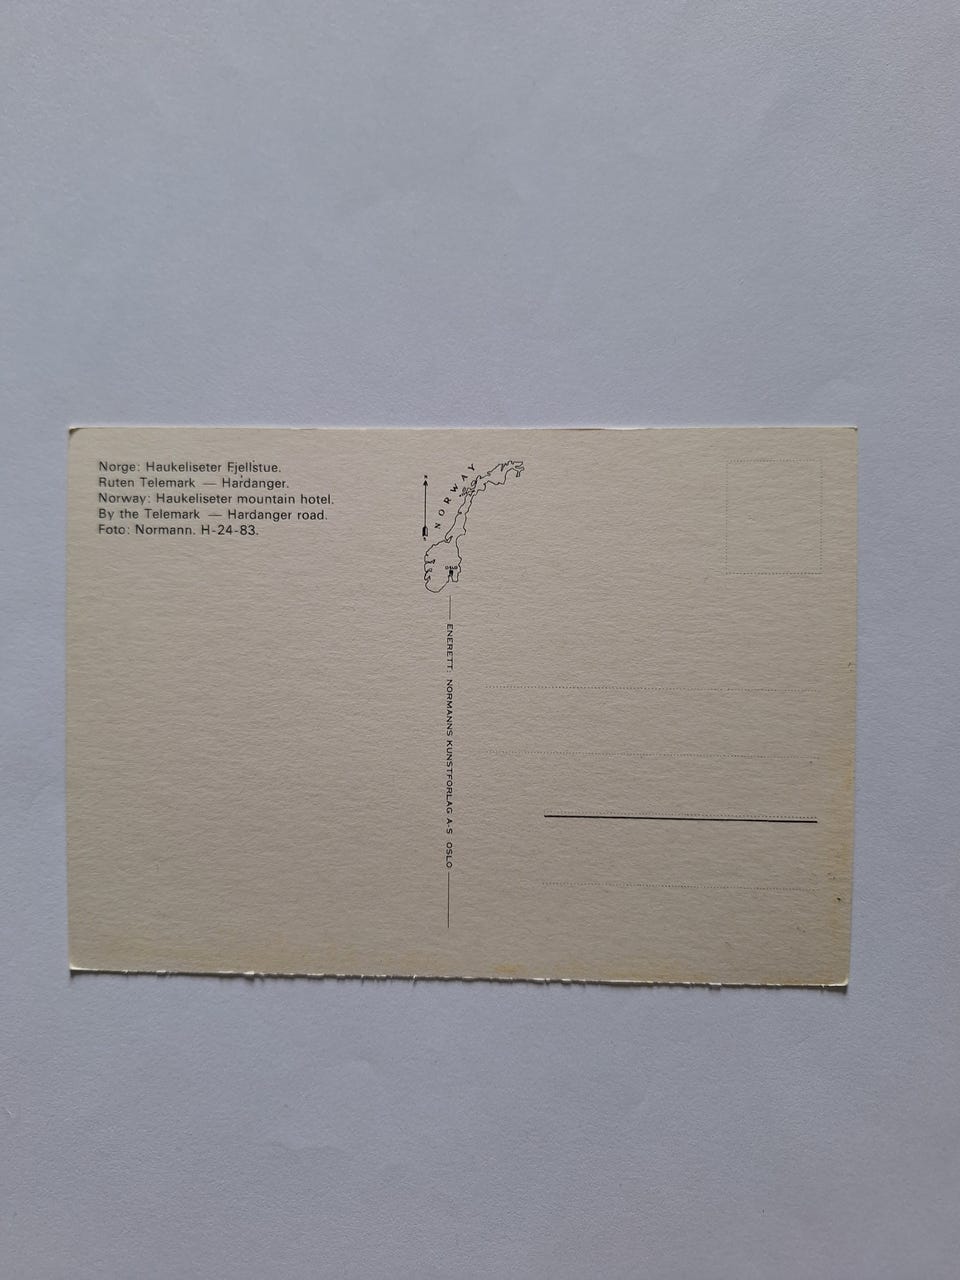 Norge: Haukeliseter Fjellstue.
Ruten Telemark — Hardanger.
Norway: Haukeliseter mountain hotel.
By the Telemark — Hardanger road.
Foto: Normann. H-24-83.
NORWAY
OSLO
ENERETT: NORMANNS KUNSTFORLAG A-S OSLO